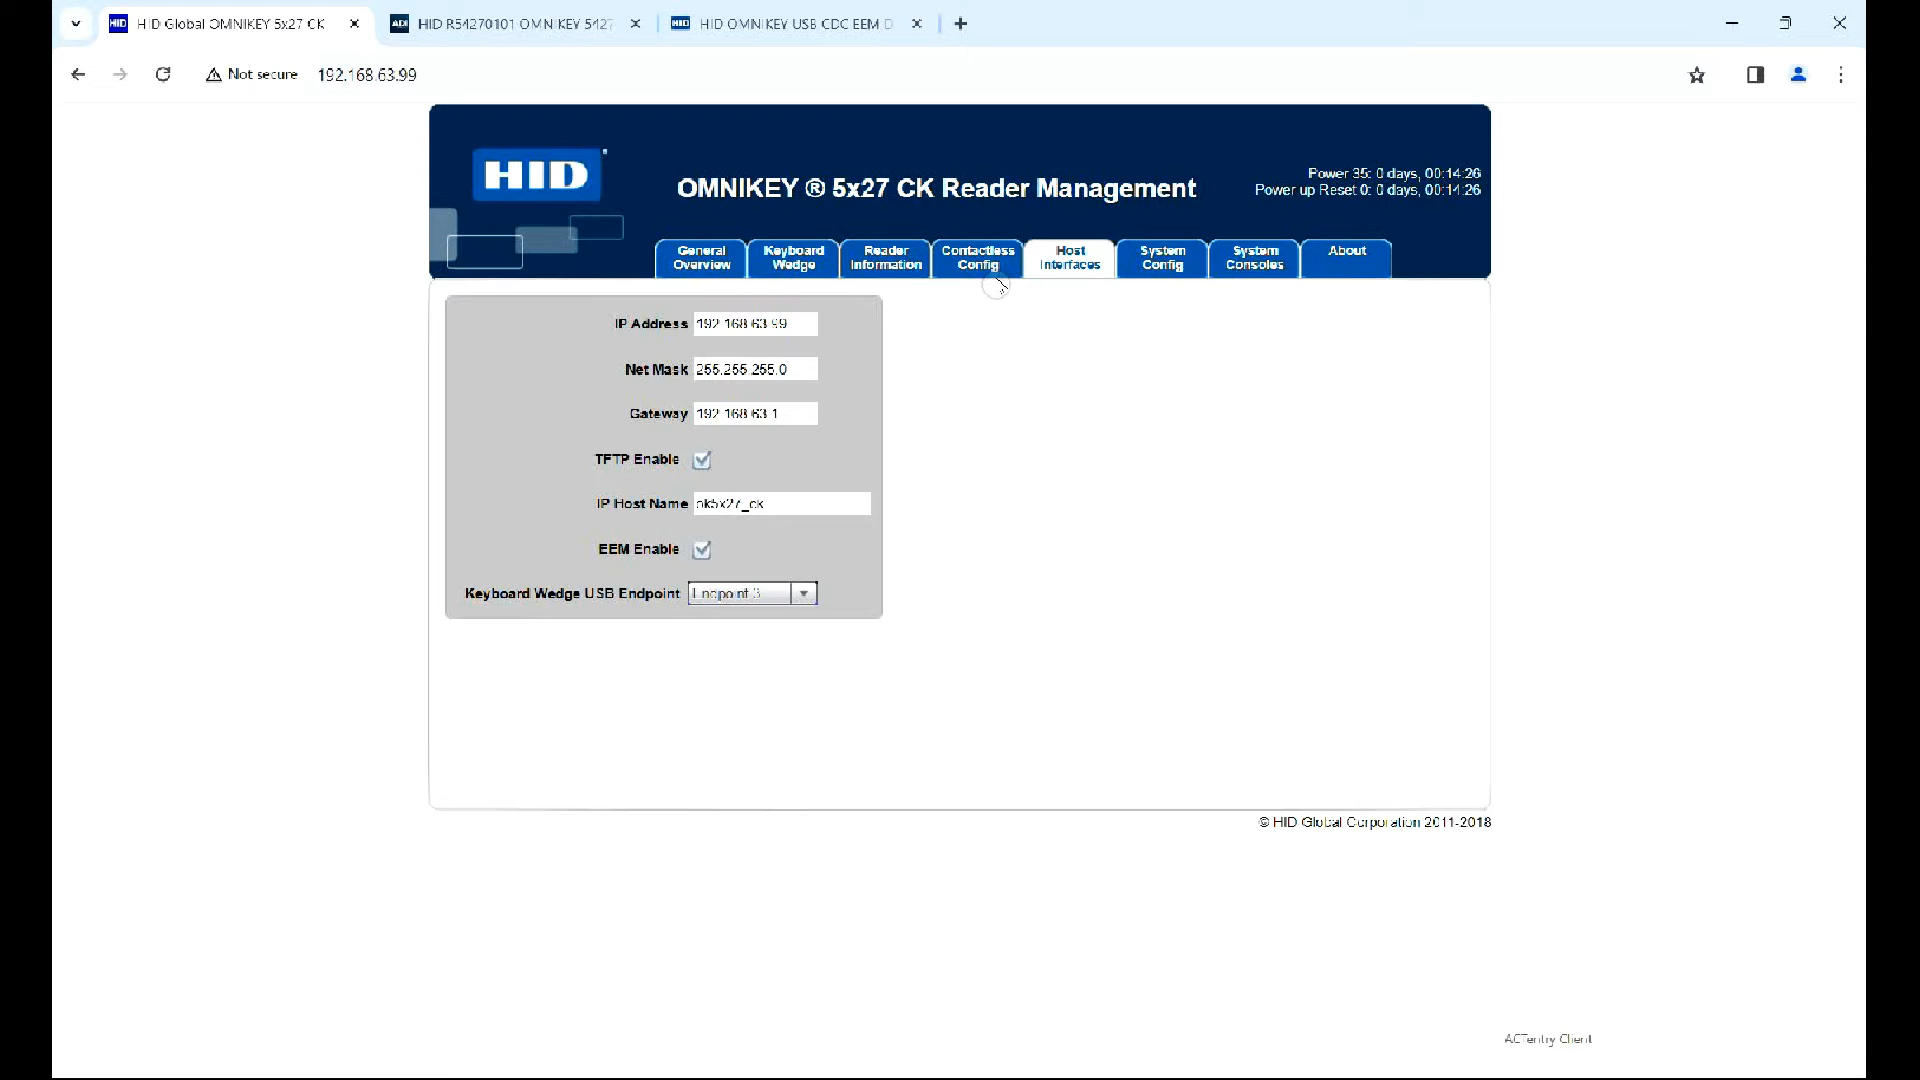 HID Global OMNIKEY 5x27 CK
HID R54270101 OMNIKEY 5427
HID OMNIKEY USB CDC EEM D
Not secure 192.168.63.99
HID
OMNIKEY ® 5x27 CK Reader Management
Power 35: 0 days, 00:14:26
Power up Reset 0: 0 days, 00:14:26
General Overview
Keyboard Wedge
Reader Information
Contactless Config
Host Interfaces
System Config
System Consoles
About
IP Address 192.168.63.99
Net Mask 255.255.255.0
Gateway 192.168.63.1
TFTP Enable
IP Host Name ok5x27_ck
EEM Enable
Keyboard Wedge USB Endpoint Endpoint 3
© HID Global Corporation 2011-2018
ACTentry Client